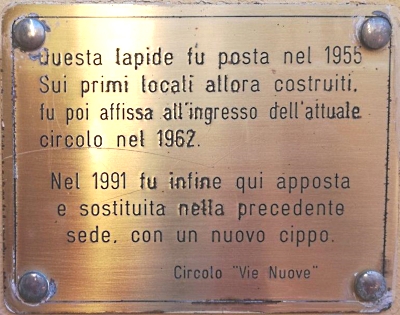 Questa lapide fu posta nel 1955
Sui primi locali allora costruiti,
fu poi affissa all'ingresso dell'attuale
circolo nel 1962.
Nel 1991 fu infine qui apposta
e sostituita nella precedente
sede, con un nuovo cippo.
Circolo "Vie Nuove"